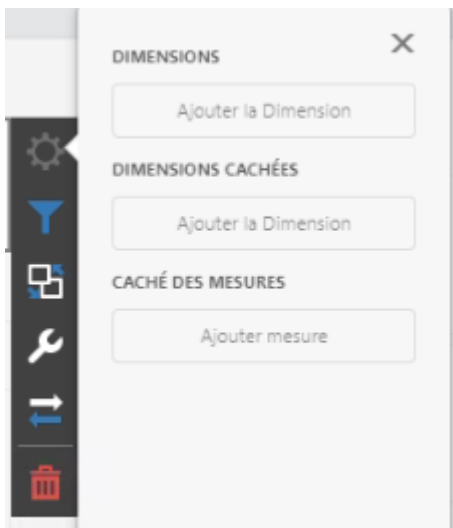 DIMENSIONS
Ajouter la Dimension
DIMENSIONS CACHÉES
Ajouter la Dimension
CACHÉ DES MESURES
Ajouter mesure